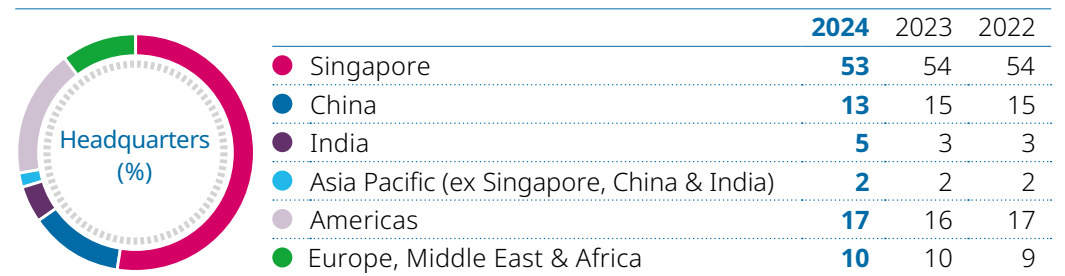 Headquarters
(%)
2024 2023 2022
Singapore 53 54 54
China 13 15 15
India 5 3 3
Asia Pacific (ex Singapore, China & India) 2 2 2
Americas 17 16 17
Europe, Middle East & Africa 10 10 9